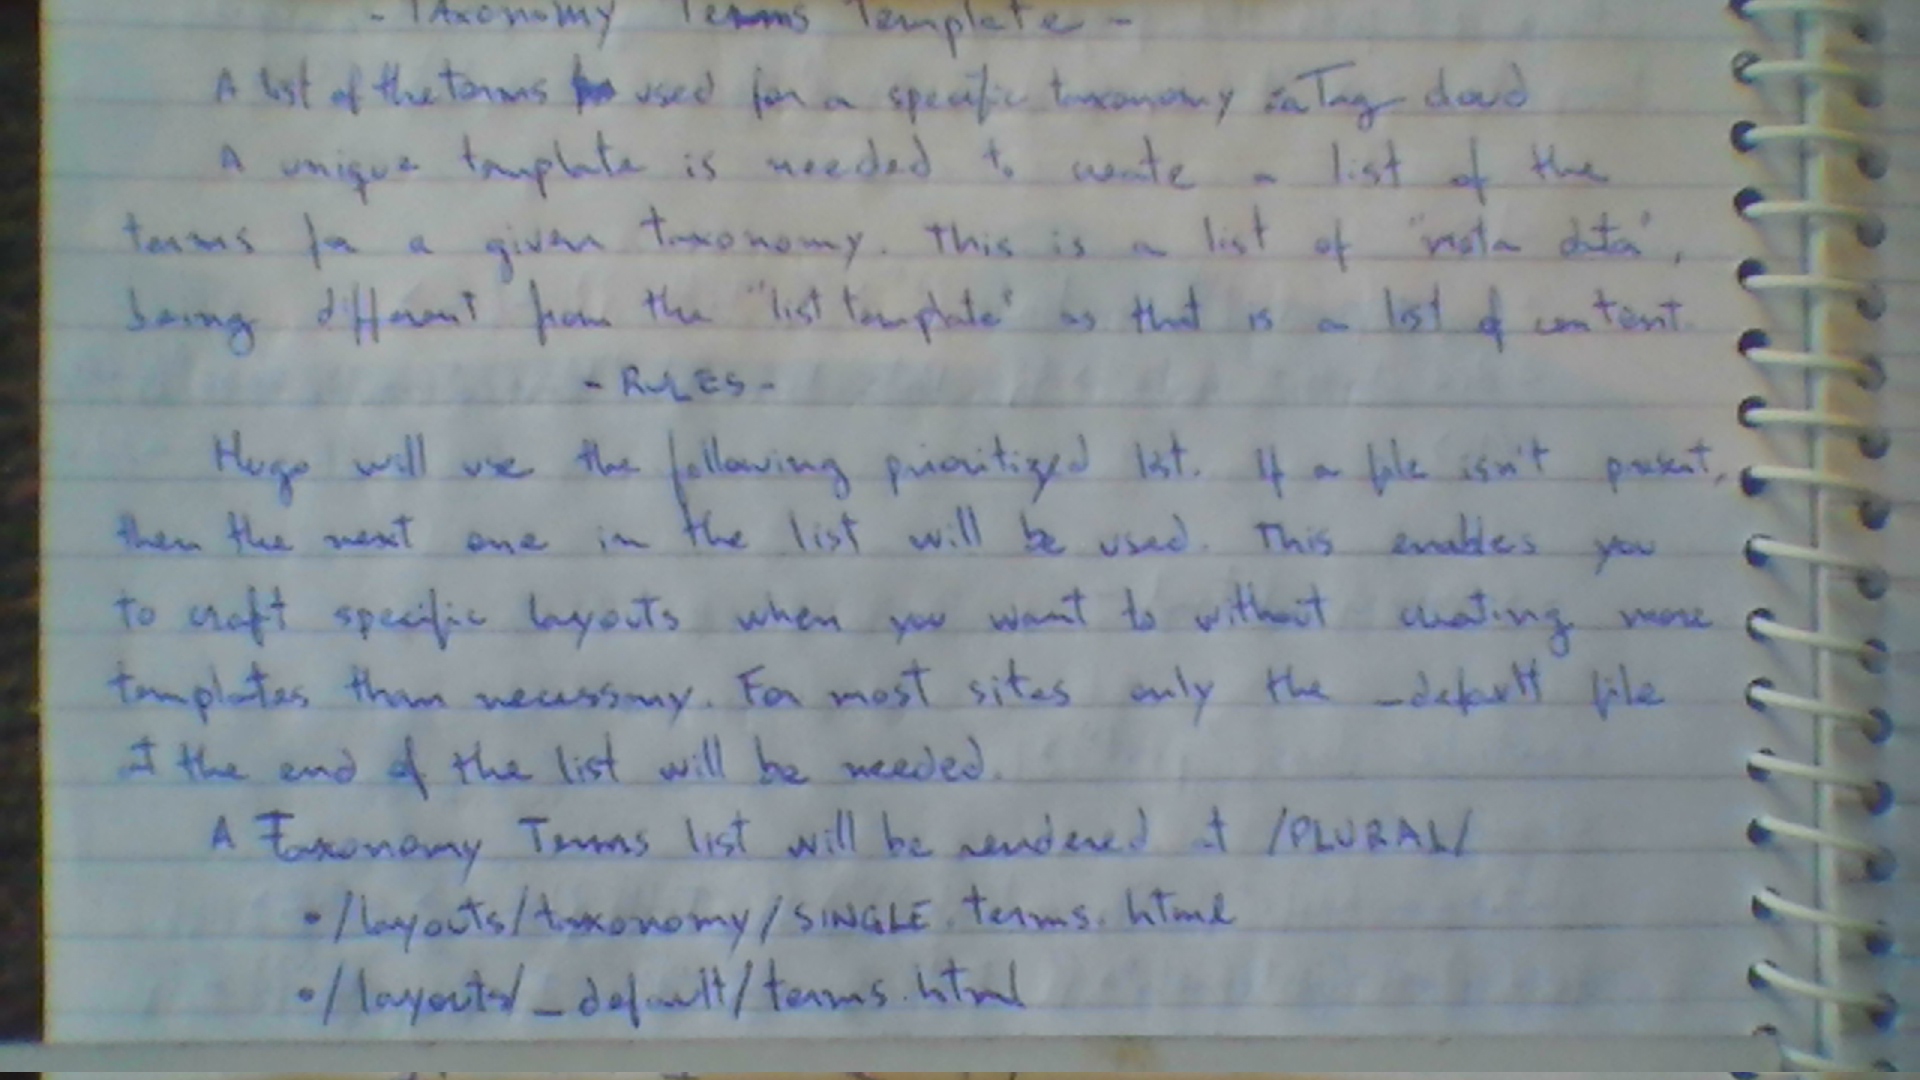 - Taxonomy Terms Template -
A list of the terms used for a specific taxonomy Tag cloud
A unique template is needed to create a list of the
terms for a given taxonomy. This is a list of "meta data",
being different from the "list template" as that is a list of content.
- RULES -
Hugo will use the following prioritized list. If a file isn't present,
then the next one in the list will be used. This enables you
to craft specific layouts when you want to without creating more
templates than necessary. For most sites only the _default file
at the end of the list will be needed.
A Taxonomy Terms list will be rendered at /PLURAL/
• /layouts/taxonomy/SINGLE.terms.html
• /layouts/_default/terms.html